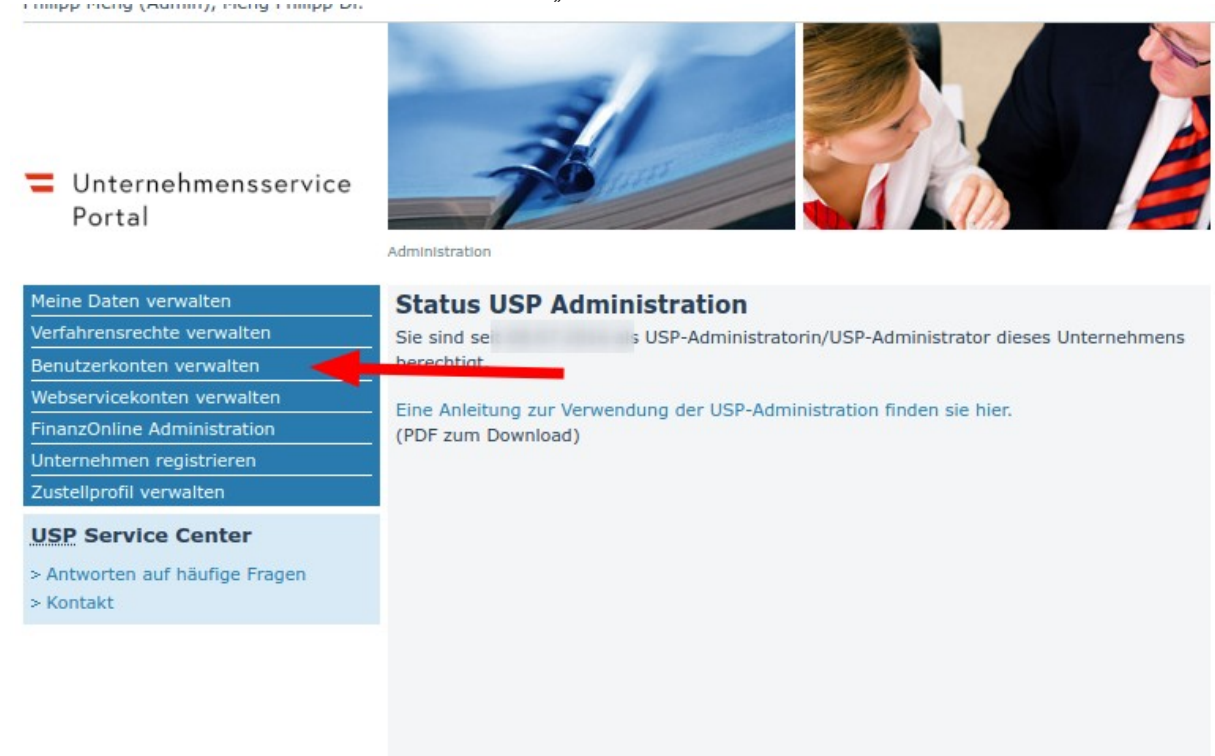 Unternehmensservice
Portal
Administration
Meine Daten verwalten
Verfahrensrechte verwalten
Benutzerkonten verwalten
Webservicekonten verwalten
FinanzOnline Administration
Unternehmen registrieren
Zustellprofil verwalten
USP Service Center
> Antworten auf häufige Fragen
> Kontakt
Status USP Administration
Sie sind USP-Administratorin/USP-Administrator dieses Unternehmens
berechtigt.
Eine Anleitung zur Verwendung der USP-Administration finden sie hier.
(PDF zum Download)